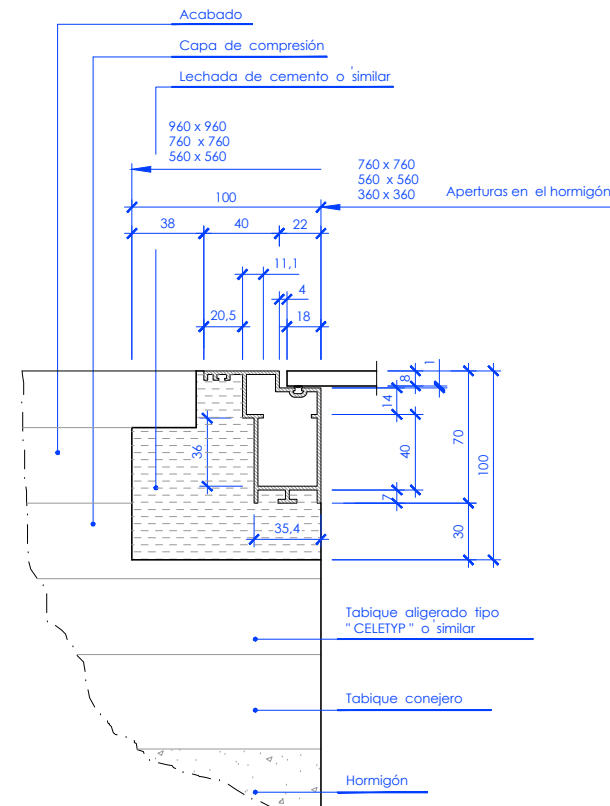 Acabado
Capa de compresión
Lechada de cemento o similar
960 x 960
760 x 760
560 x 560
760 x 760
560 x 560
360 x 360
Aperturas en el hormigón
100
38
40
22
11,1
4
20,5
18
1
8
14
36
40
70
100
7
35,4
30
Tabique aligerado tipo
"CELETYP" o similar
Tabique conejero
Hormigón